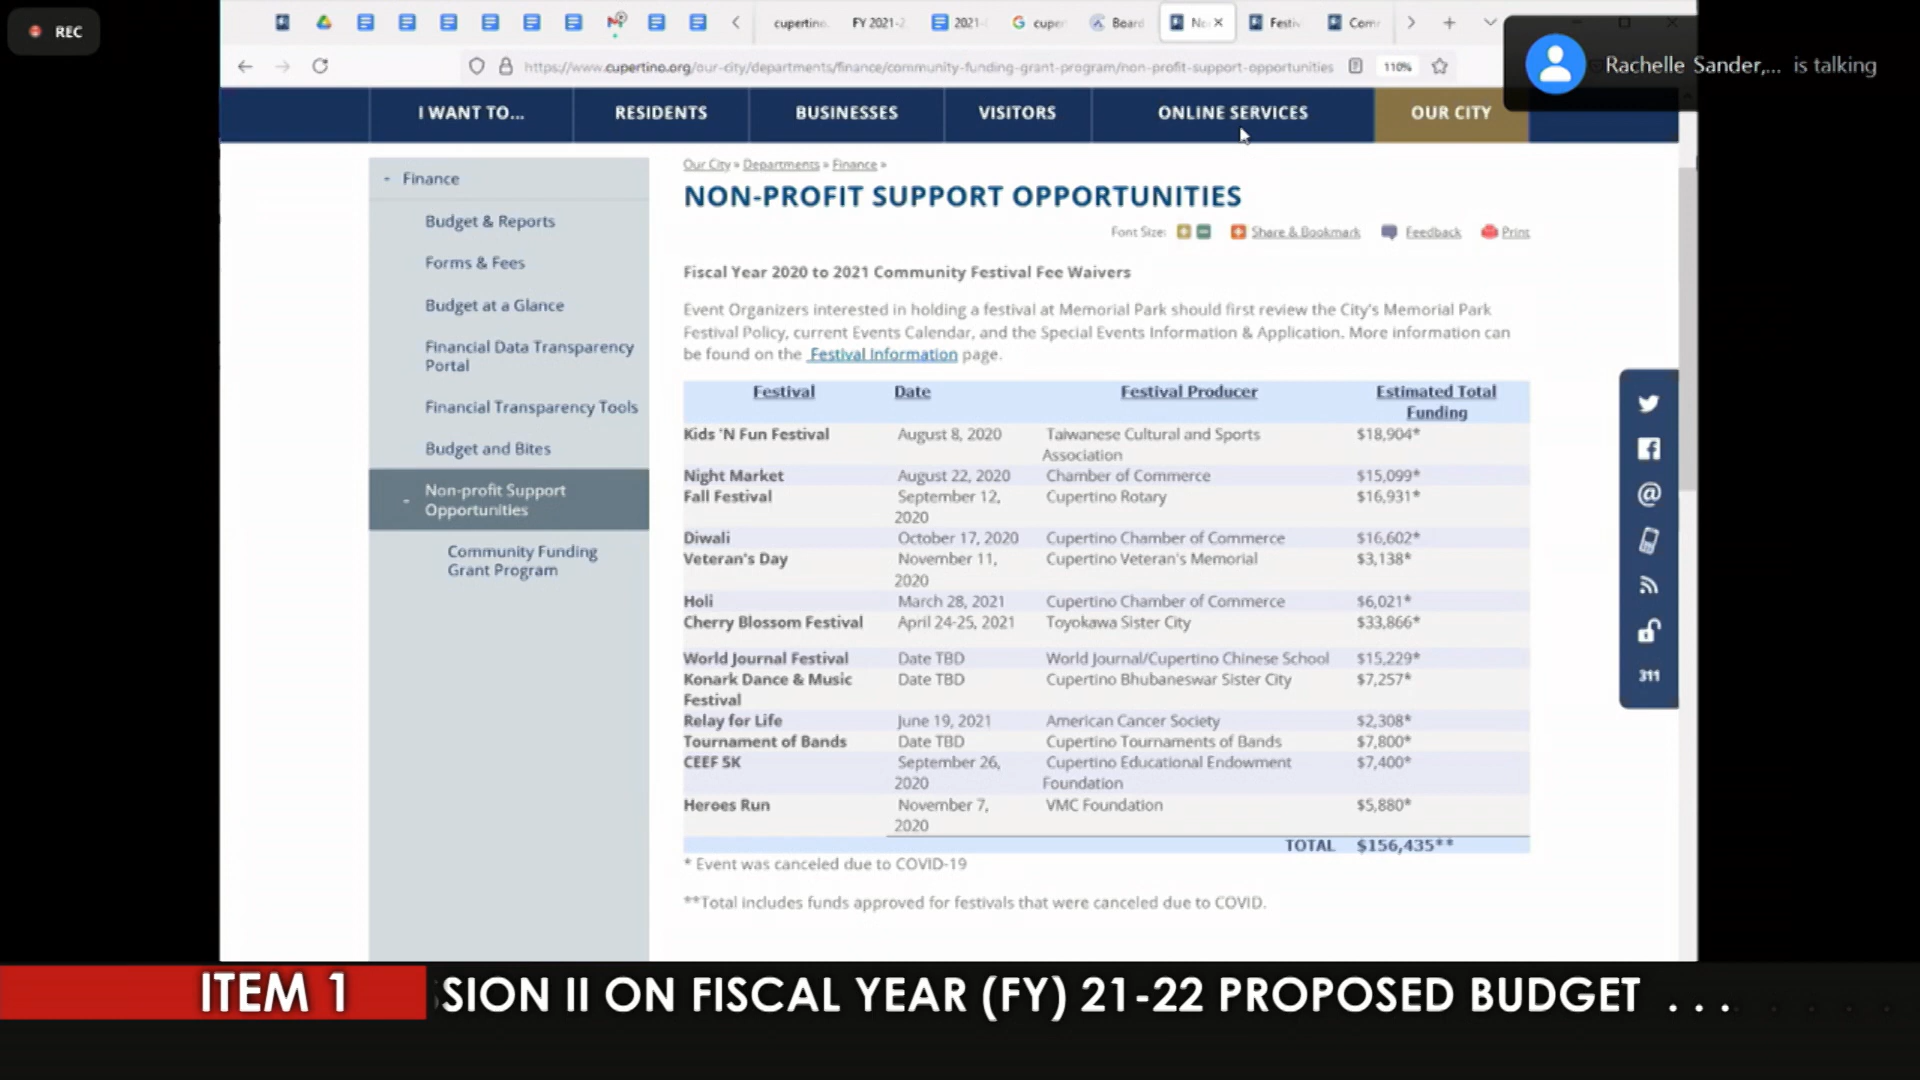 REC
cupertino.
FY 2021-2
2021-
cuper
Board
No
Festiv
Com
https://www.cupertino.org/our-city/departments/finance/community-funding-grant-program/non-profit-support-opportunities
110%
Rachelle Sander,... is talking
I WANT TO...
RESIDENTS
BUSINESSES
VISITORS
ONLINE SERVICES
OUR CITY
- Finance
Budget & Reports
Forms & Fees
Budget at a Glance
Financial Data Transparency
Portal
Financial Transparency Tools
Budget and Bites
- Non-profit Support
Opportunities
Community Funding
Grant Program
Our City » Departments » Finance »
NON-PROFIT SUPPORT OPPORTUNITIES
Font Size: Share & Bookmark Feedback Print
Fiscal Year 2020 to 2021 Community Festival Fee Waivers
Event Organizers interested in holding a festival at Memorial Park should first review the City's Memorial Park
Festival Policy, current Events Calendar, and the Special Events Information & Application. More information can
be found on the Festival Information page.
Festival Date Festival Producer Estimated Total
Funding
Kids 'N Fun Festival August 8, 2020 Taiwanese Cultural and Sports $18,904*
Association
Night Market August 22, 2020 Chamber of Commerce $15,099*
Fall Festival September 12, Cupertino Rotary $16,931*
2020
Diwali October 17, 2020 Cupertino Chamber of Commerce $16,602*
Veteran's Day November 11, Cupertino Veteran's Memorial $3,138*
2020
Holi March 28, 2021 Cupertino Chamber of Commerce $6,021*
Cherry Blossom Festival April 24-25, 2021 Toyokawa Sister City $33,866*
World Journal Festival Date TBD World Journal/Cupertino Chinese School $15,229*
Konark Dance & Music Date TBD Cupertino Bhubaneswar Sister City $7,257*
Festival
Relay for Life June 19, 2021 American Cancer Society $2,308*
Tournament of Bands Date TBD Cupertino Tournaments of Bands $7,800*
CEEF 5K September 26, Cupertino Educational Endowment $7,400*
2020 Foundation
Heroes Run November 7, VMC Foundation $5,880*
2020
TOTAL $156,435**
* Event was canceled due to COVID-19
**Total includes funds approved for festivals that were canceled due to COVID.
311
ITEM 1
SION II ON FISCAL YEAR (FY) 21-22 PROPOSED BUDGET ...